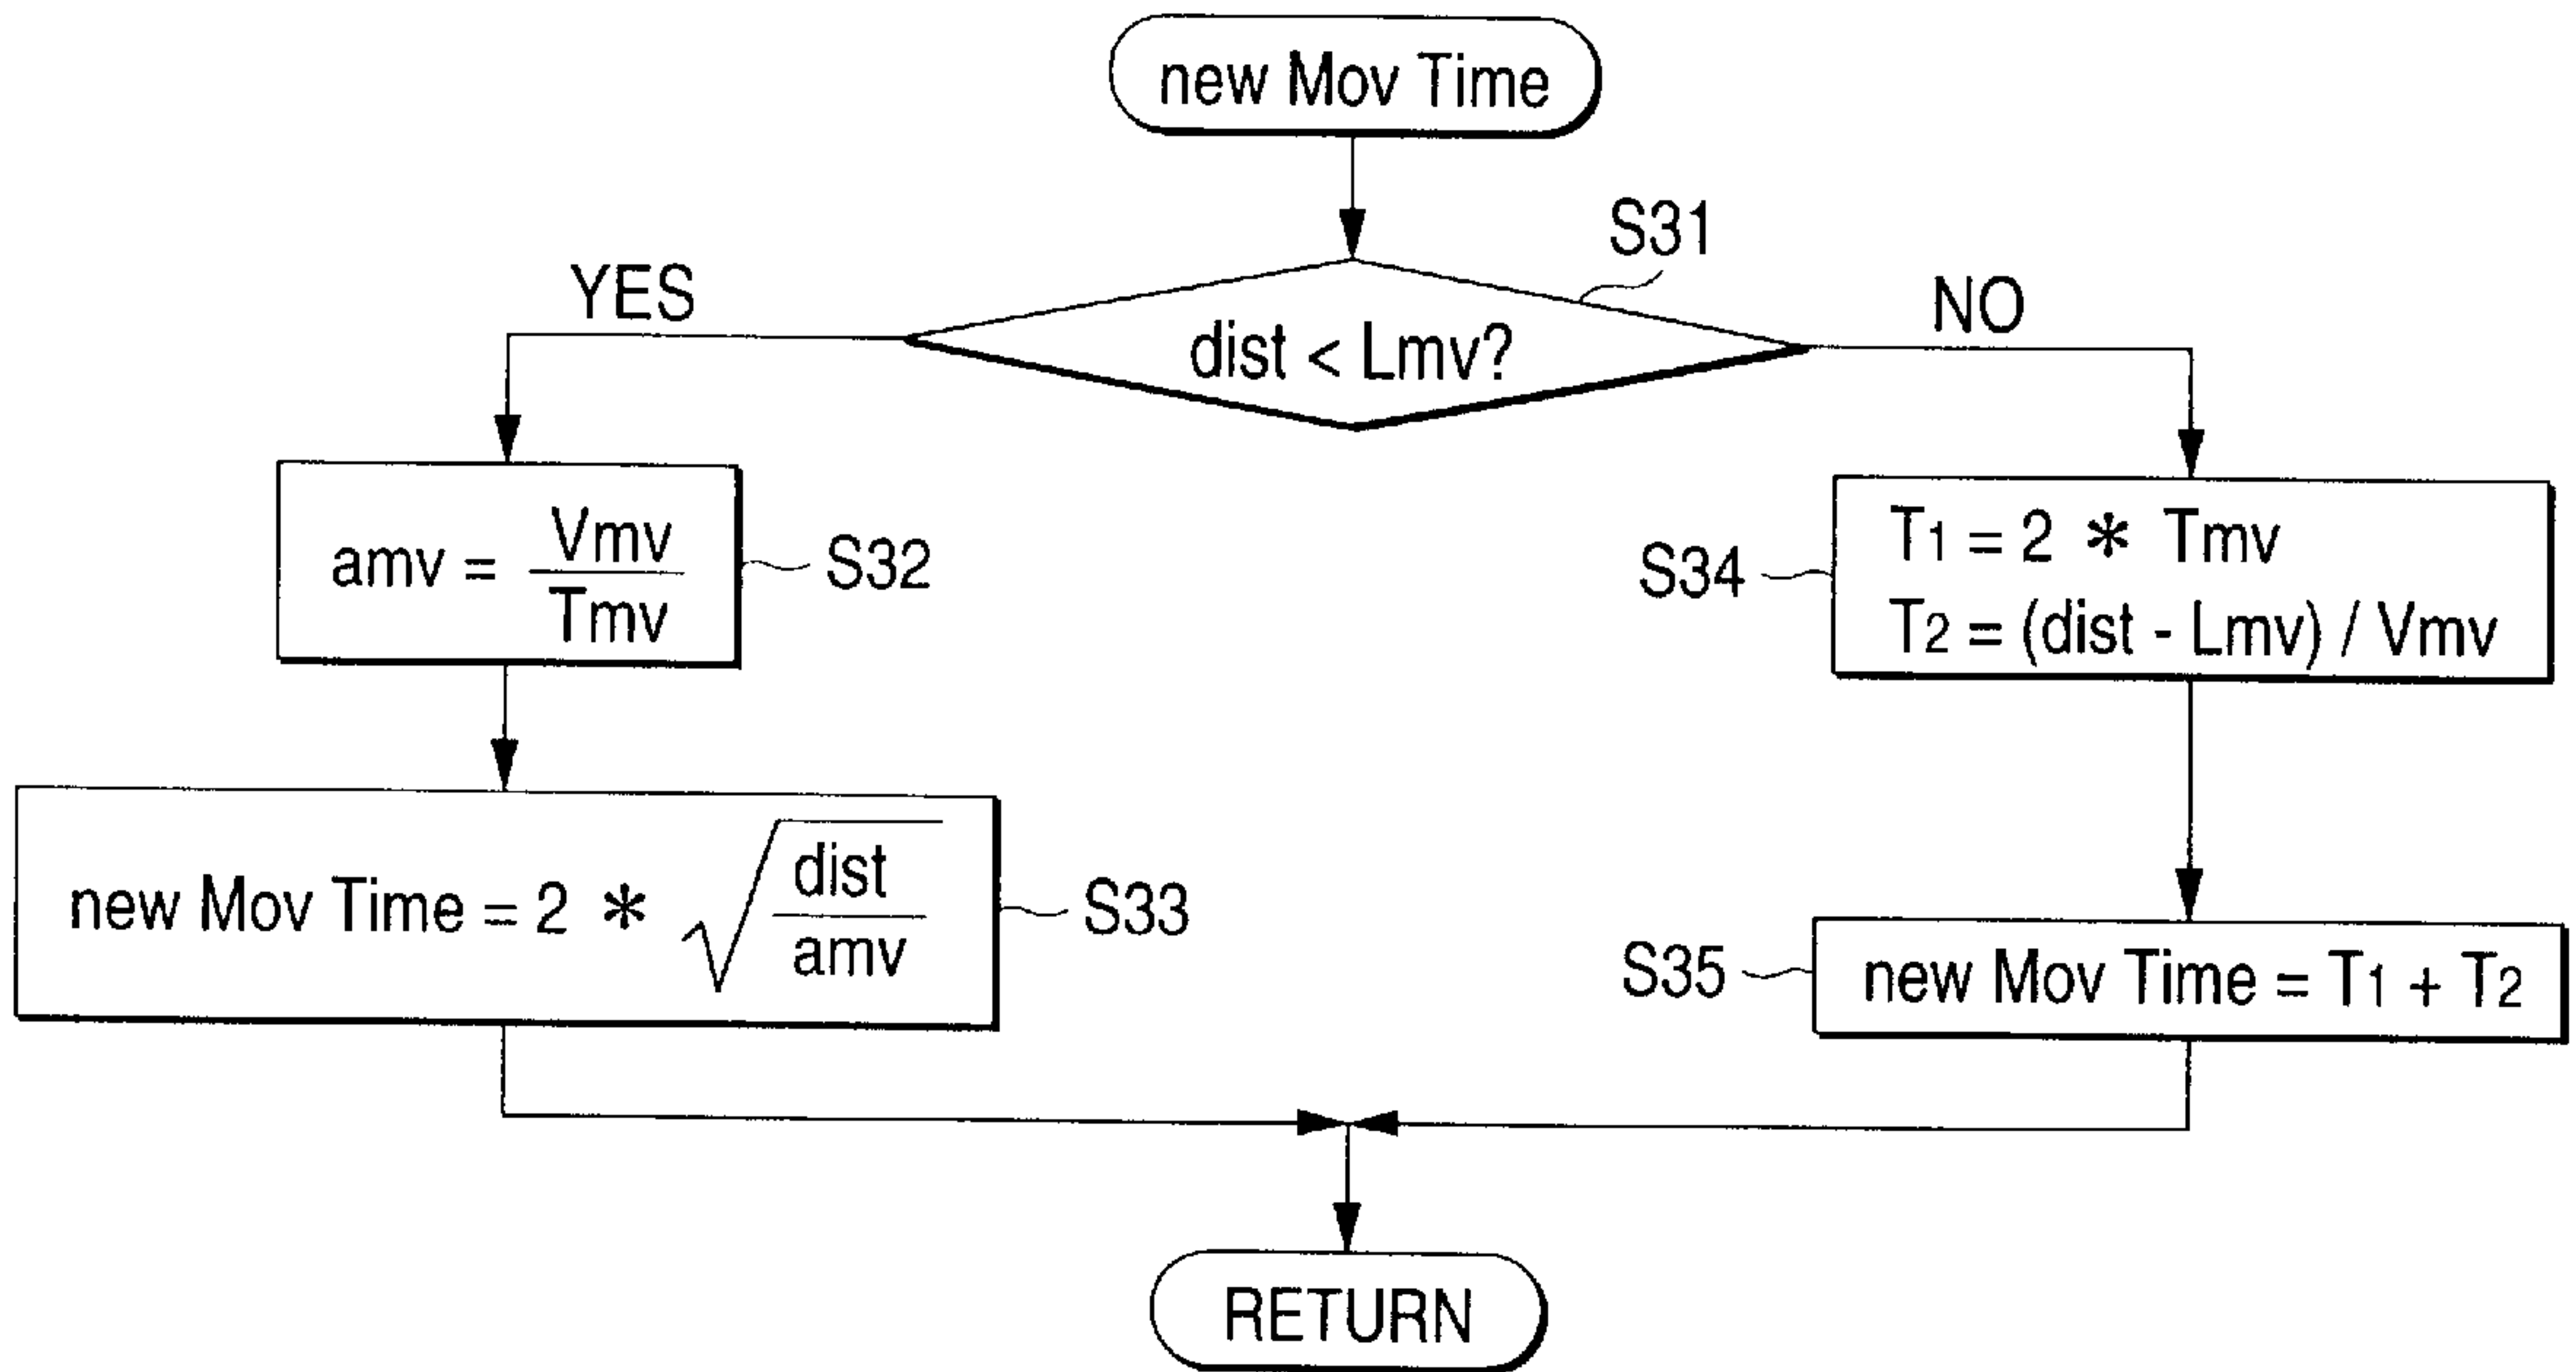 new Mov Time
S31
YES
NO
dist < Lmv?
amv = Vmv / Tmv
S32
S34
T1 = 2 * Tmv
T2 = (dist - Lmv) / Vmv
new Mov Time = 2 * √ dist / amv
S33
S35
new Mov Time = T1 + T2
RETURN